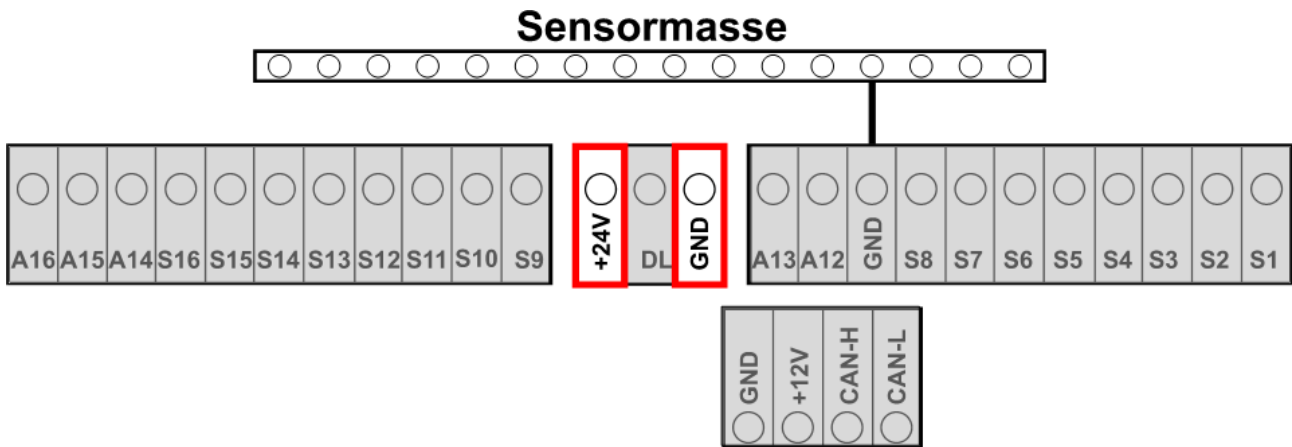 Sensormasse
A16 A15 A14 S16 S15 S14 S13 S12 S11 S10 S9 +24V DL GND A13 A12 GND S8 S7 S6 S5 S4 S3 S2 S1
GND +12V CAN-H CAN-L